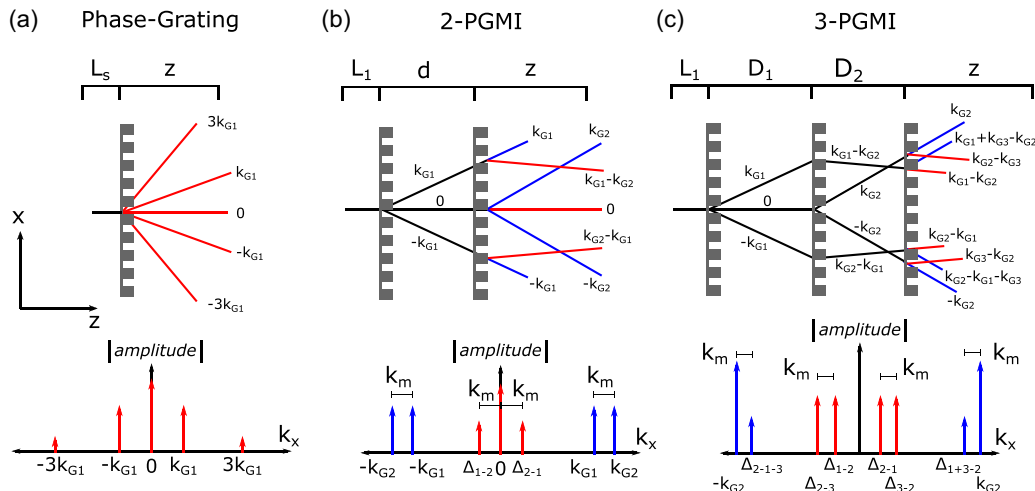 (a) Phase-Grating
Ls z
3kG1
kG1
0
-kG1
-3kG1
x
z
|amplitude|
kx
-3kG1 -kG1 0 kG1 3kG1
(b) 2-PGMI
L1 d z
kG1 kG2
kG1 kG1-kG2
0 0
-kG1 kG2-kG1
-kG1 -kG2
|amplitude|
km km km km
kx
-kG2 -kG1 Δ1-2 0 Δ2-1 kG1 kG2
(c) 3-PGMI
L1 D1 D2 z
kG2
kG1-kG2 kG1+kG3-kG2
kG1 kG2-kG3
kG2 kG1-kG2
0
-kG2
-kG1 kG2-kG1
kG2-kG1 kG3-kG2
kG2-kG1-kG3
-kG2
|amplitude|
km km km km
kx
Δ2-1-3 Δ1-2 Δ2-1 Δ1+3-2
-kG2 Δ2-3 Δ3-2 kG2